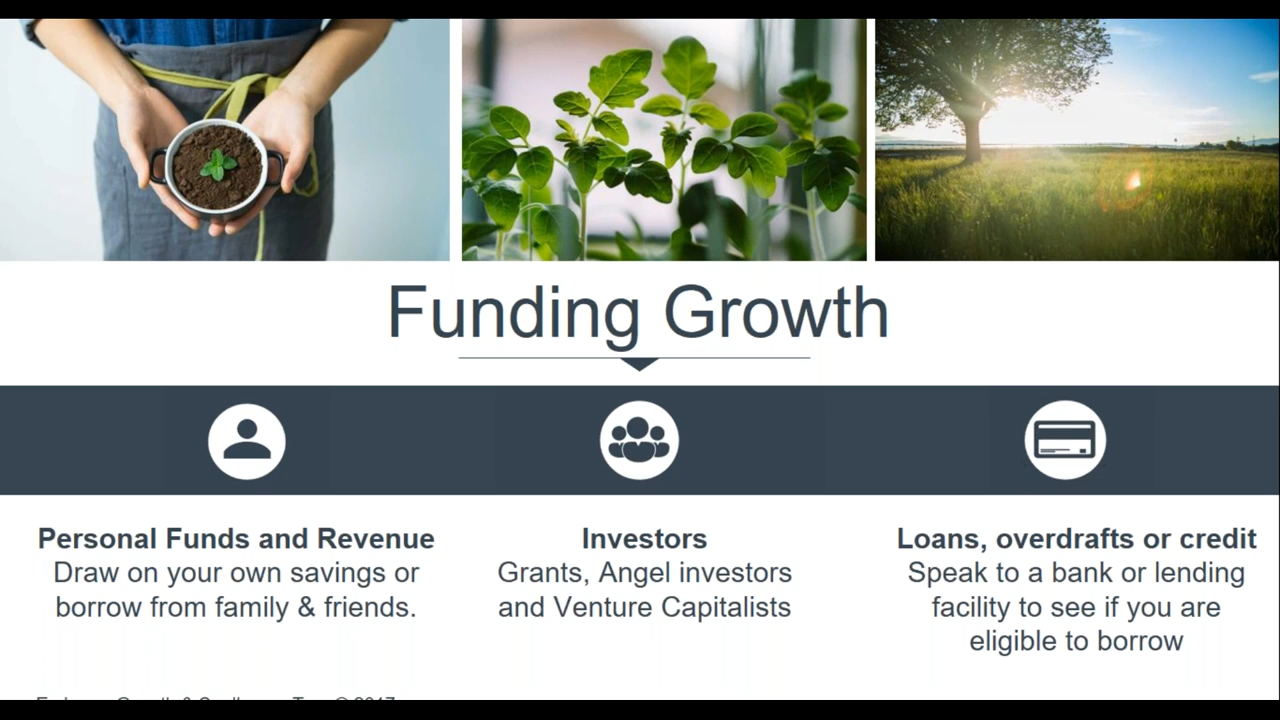 Funding Growth
Personal Funds and Revenue
Draw on your own savings or
borrow from family & friends.
Investors
Grants, Angel investors
and Venture Capitalists
Loans, overdrafts or credit
Speak to a bank or lending
facility to see if you are
eligible to borrow